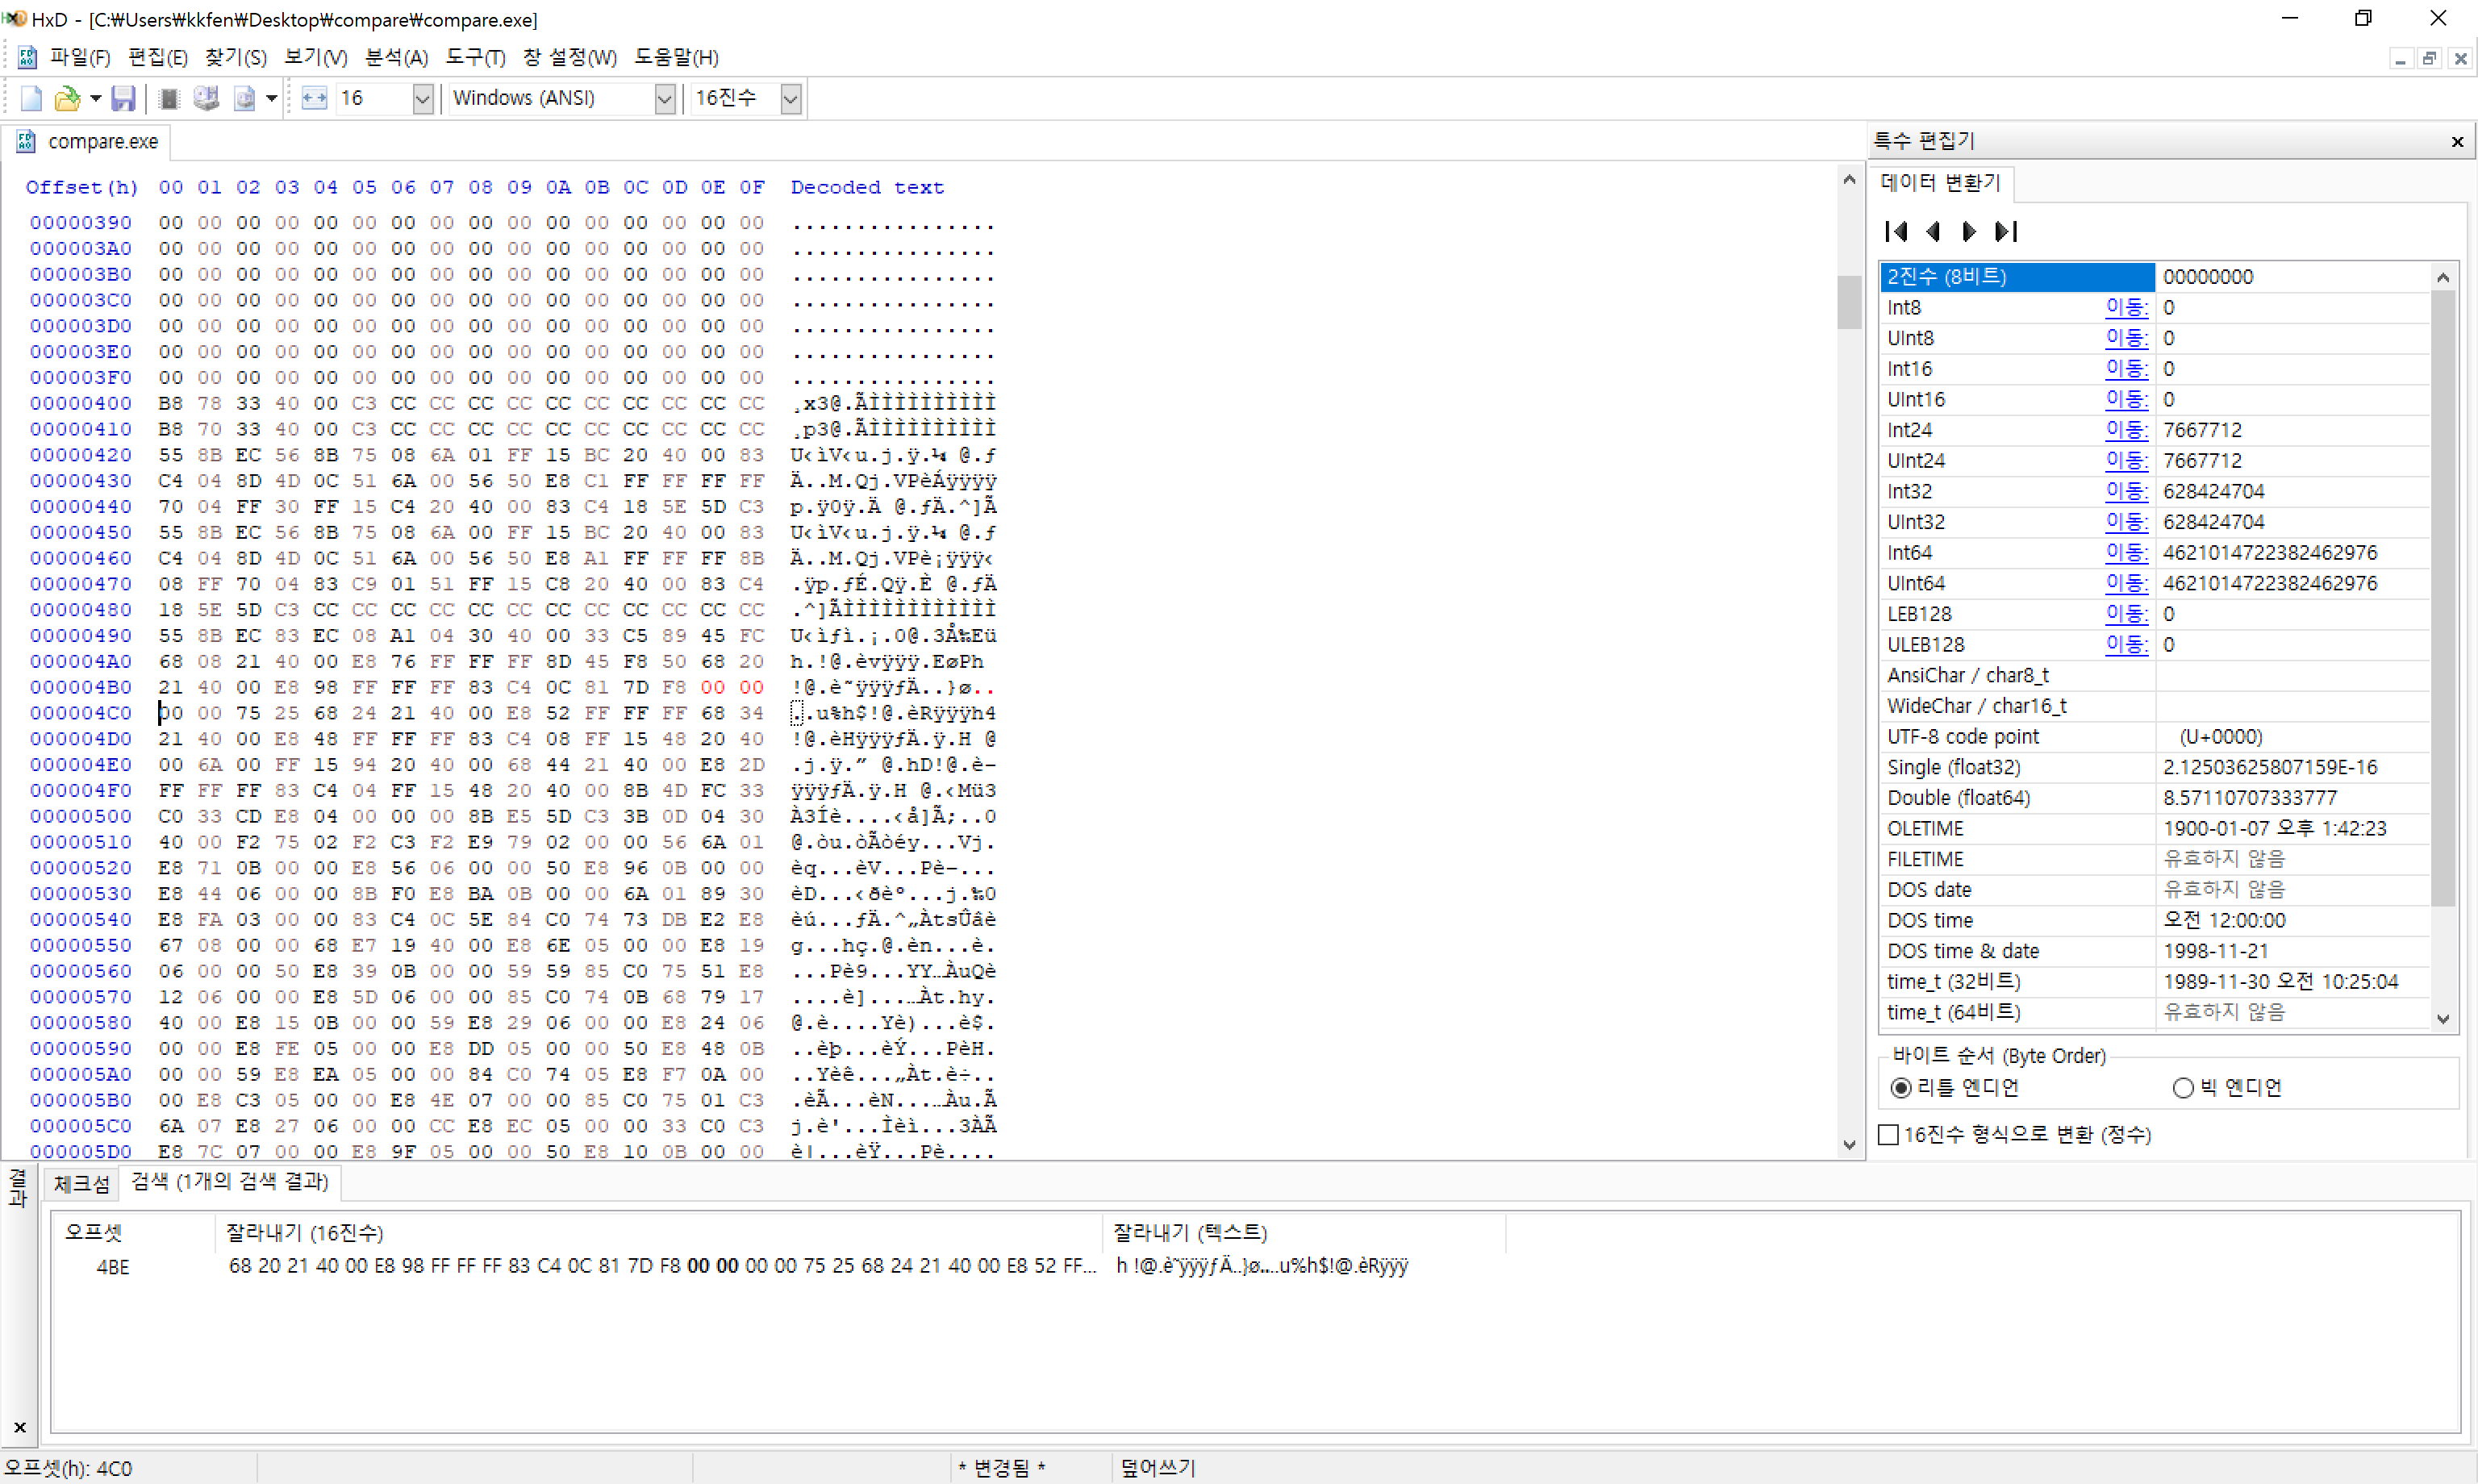 HxD - [C:₩Users₩kkfen₩Desktop₩compare₩compare.exe]
파일(F) 편집(E) 찾기(S) 보기(V) 분석(A) 도구(T) 창 설정(W) 도움말(H)
16 Windows (ANSI) 16진수
compare.exe
Offset(h) 00 01 02 03 04 05 06 07 08 09 0A 0B 0C 0D 0E 0F Decoded text
00000390 00 00 00 00 00 00 00 00 00 00 00 00 00 00 00 00 ................
000003A0 00 00 00 00 00 00 00 00 00 00 00 00 00 00 00 00 ................
000003B0 00 00 00 00 00 00 00 00 00 00 00 00 00 00 00 00 ................
000003C0 00 00 00 00 00 00 00 00 00 00 00 00 00 00 00 00 ................
000003D0 00 00 00 00 00 00 00 00 00 00 00 00 00 00 00 00 ................
000003E0 00 00 00 00 00 00 00 00 00 00 00 00 00 00 00 00 ................
000003F0 00 00 00 00 00 00 00 00 00 00 00 00 00 00 00 00 ................
00000400 B8 78 33 40 00 C3 CC CC CC CC CC CC CC CC CC CC ¸x3@.ÃÌÌÌÌÌÌÌÌÌÌ
00000410 B8 70 33 40 00 C3 CC CC CC CC CC CC CC CC CC CC ¸p3@.ÃÌÌÌÌÌÌÌÌÌÌ
00000420 55 8B EC 56 8B 75 08 6A 01 FF 15 BC 20 40 00 83 U‹ìV‹u.j.ÿ.¼ @.ƒ
00000430 C4 04 8D 4D 0C 51 6A 00 56 50 E8 C1 FF FF FF FF Ä..M.Qj.VPèÁÿÿÿÿ
00000440 70 04 FF 30 FF 15 C4 20 40 00 83 C4 18 5E 5D C3 p.ÿ0ÿ.Ä @.ƒÄ.^]Ã
00000450 55 8B EC 56 8B 75 08 6A 00 FF 15 BC 20 40 00 83 U‹ìV‹u.j.ÿ.¼ @.ƒ
00000460 C4 04 8D 4D 0C 51 6A 00 56 50 E8 A1 FF FF FF 8B Ä..M.Qj.VPè¡ÿÿÿ‹
00000470 08 FF 70 04 83 C9 01 51 FF 15 C8 20 40 00 83 C4 .ÿp.ƒÉ.Qÿ.È @.ƒÄ
00000480 18 5E 5D C3 CC CC CC CC CC CC CC CC CC CC CC CC .^]ÃÌÌÌÌÌÌÌÌÌÌÌÌ
00000490 55 8B EC 83 EC 08 A1 04 30 40 00 33 C5 89 45 FC U‹ìƒì.¡.0@.3Å‰Eü
000004A0 68 08 21 40 00 E8 76 FF FF FF 8D 45 F8 50 68 20 h.!@.èvÿÿÿ.EøPh
000004B0 21 40 00 E8 98 FF FF FF 83 C4 0C 81 7D F8 00 00 !@.è˜ÿÿÿƒÄ..}ø..
000004C0 00 00 75 25 68 24 21 40 00 E8 52 FF FF FF 68 34 ..u%h$!@.èRÿÿÿh4
000004D0 21 40 00 E8 48 FF FF FF 83 C4 08 FF 15 48 20 40 !@.èHÿÿÿƒÄ.ÿ.H @
000004E0 00 6A 00 FF 15 94 20 40 00 68 44 21 40 00 E8 2D .j.ÿ.” @.hD!@.è-
000004F0 FF FF FF 83 C4 04 FF 15 48 20 40 00 8B 4D FC 33 ÿÿÿƒÄ.ÿ.H @.‹Mü3
00000500 C0 33 CD E8 04 00 00 00 8B E5 5D C3 3B 0D 04 30 À3Íè....‹å]Ã;..0
00000510 40 00 F2 75 02 F2 C3 F2 E9 79 02 00 00 56 6A 01 @.òu.òÃòéy...Vj.
00000520 E8 71 0B 00 00 E8 56 06 00 00 50 E8 96 0B 00 00 èq...èV...Pè–...
00000530 E8 44 06 00 00 8B F0 E8 BA 0B 00 00 6A 01 89 30 èD...‹ðèº...j.‰0
00000540 E8 FA 03 00 00 83 C4 0C 5E 84 C0 74 73 DB E2 E8 èú...ƒÄ.^„ÀtsÛâè
00000550 67 08 00 00 68 E7 19 40 00 E8 6E 05 00 00 E8 19 g...hç.@.èn...è.
00000560 06 00 00 50 E8 39 0B 00 00 59 59 85 C0 75 51 E8 ...Pè9...YY…ÀuQè
00000570 12 06 00 00 E8 5D 06 00 00 85 C0 74 0B 68 79 17 ....è]...…Àt.hy.
00000580 40 00 E8 15 0B 00 00 59 E8 29 06 00 00 E8 24 06 @.è....Yè)...è$.
00000590 00 00 E8 FE 05 00 00 E8 DD 05 00 00 50 E8 48 0B ..èþ...èÝ...PèH.
000005A0 00 00 59 E8 EA 05 00 00 84 C0 74 05 E8 F7 0A 00 ..Yèê...„Àt.è÷..
000005B0 00 E8 C3 05 00 00 E8 4E 07 00 00 85 C0 75 01 C3 .èÃ...èN...…Àu.Ã
000005C0 6A 07 E8 27 06 00 00 CC E8 EC 05 00 00 33 C0 C3 j.è'...Ìèì...3ÀÃ
000005D0 E8 7C 07 00 00 E8 9F 05 00 00 50 E8 10 0B 00 00 è|...èŸ...Pè....
특수 편집기
데이터 변환기
2진수 (8비트) 00000000
Int8 이동: 0
UInt8 이동: 0
Int16 이동: 0
UInt16 이동: 0
Int24 이동: 7667712
UInt24 이동: 7667712
Int32 이동: 628424704
UInt32 이동: 628424704
Int64 이동: 4621014722382462976
UInt64 이동: 4621014722382462976
LEB128 이동: 0
ULEB128 이동: 0
AnsiChar / char8_t
WideChar / char16_t
UTF-8 code point (U+0000)
Single (float32) 2.12503625807159E-16
Double (float64) 8.57110707333777
OLETIME 1900-01-07 오후 1:42:23
FILETIME 유효하지 않음
DOS date 유효하지 않음
DOS time 오전 12:00:00
DOS time & date 1998-11-21
time_t (32비트) 1989-11-30 오전 10:25:04
time_t (64비트) 유효하지 않음
바이트 순서 (Byte Order)
리틀 엔디언 빅 엔디언
16진수 형식으로 변환 (정수)
결과
체크섬 검색 (1개의 검색 결과)
오프셋 잘라내기 (16진수) 잘라내기 (텍스트)
4BE 68 20 21 40 00 E8 98 FF FF FF 83 C4 0C 81 7D F8 00 00 00 00 75 25 68 24 21 40 00 E8 52 FF... h !@.è˜ÿÿÿƒÄ..}ø....u%h$!@.èRÿÿÿ
오프셋(h): 4C0 * 변경됨 * 덮어쓰기